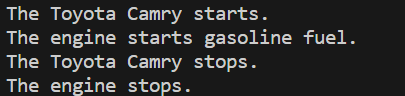 The Toyota Camry starts.
The engine starts gasoline fuel.
The Toyota Camry stops.
The engine stops.